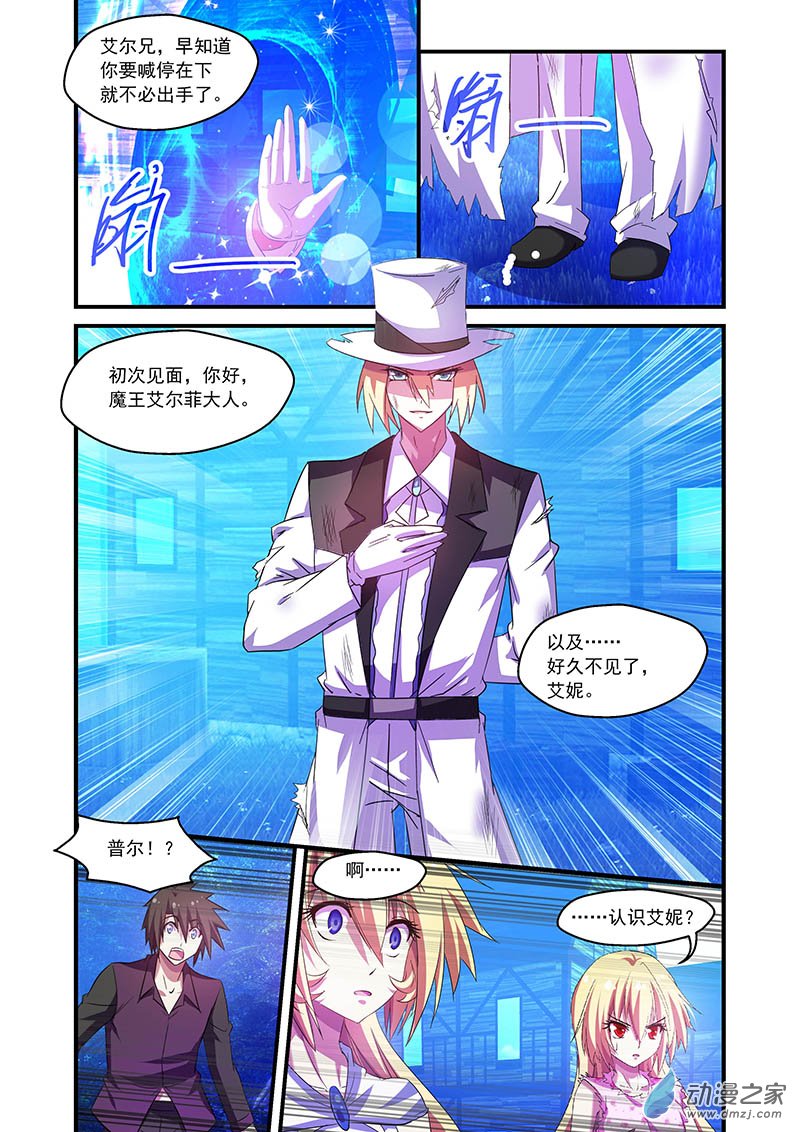 艾尔兄，早知道
你要喊停在下
就不必出手了。
初次见面，你好，
魔王艾尔菲大人。
以及……
好久不见了，
艾妮。
普尔！？
啊……
……认识艾妮？
动漫之家
www.dmzj.com